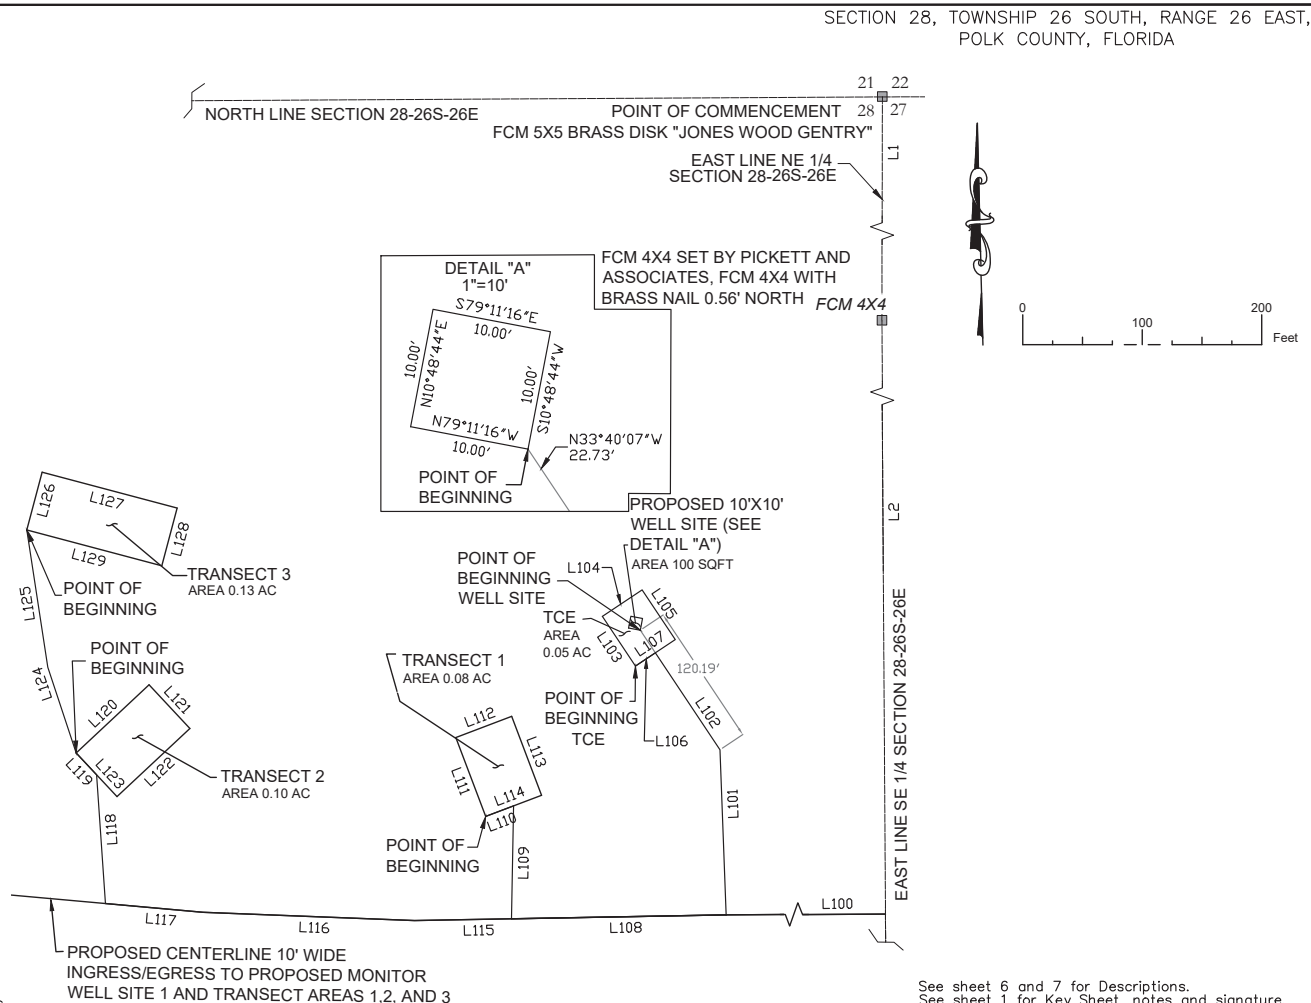 SECTION 28, TOWNSHIP 26 SOUTH, RANGE 26 EAST,
POLK COUNTY, FLORIDA
21 22
28 27
NORTH LINE SECTION 28-26S-26E
POINT OF COMMENCEMENT
FCM 5X5 BRASS DISK "JONES WOOD GENTRY"
L1
EAST LINE NE 1/4
SECTION 28-26S-26E
FCM 4X4 SET BY PICKETT AND
ASSOCIATES, FCM 4X4 WITH
BRASS NAIL 0.56' NORTH
FCM 4X4
0
100
200
Feet
DETAIL "A"
1"=10'
S79°11'16"E
10.00'
N10°48'44"E
10.00'
S10°48'44"W
10.00'
N79°11'16"W
10.00'
N33°40'07"W
22.73'
POINT OF
BEGINNING
L2
PROPOSED 10'X10'
WELL SITE (SEE
DETAIL "A")
AREA 100 SQFT
POINT OF
BEGINNING
WELL SITE
L104
L105
L103
L107
TCE
AREA
0.05 AC
120.19'
L102
POINT OF
BEGINNING
TCE
L106
L101
EAST LINE SE 1/4 SECTION 28-26S-26E
L126
L127
L128
L129
TRANSECT 3
AREA 0.13 AC
POINT OF
BEGINNING
L125
L124
POINT OF
BEGINNING
L120
L121
L119
L123
L122
TRANSECT 2
AREA 0.10 AC
L118
TRANSECT 1
AREA 0.08 AC
L112
L113
L111
L114
L110
POINT OF
BEGINNING
L109
L117
L116
L115
L108
L100
PROPOSED CENTERLINE 10' WIDE
INGRESS/EGRESS TO PROPOSED MONITOR
WELL SITE 1 AND TRANSECT AREAS 1,2, AND 3
See sheet 6 and 7 for Descriptions.
See sheet 1 for Key Sheet, notes and signature